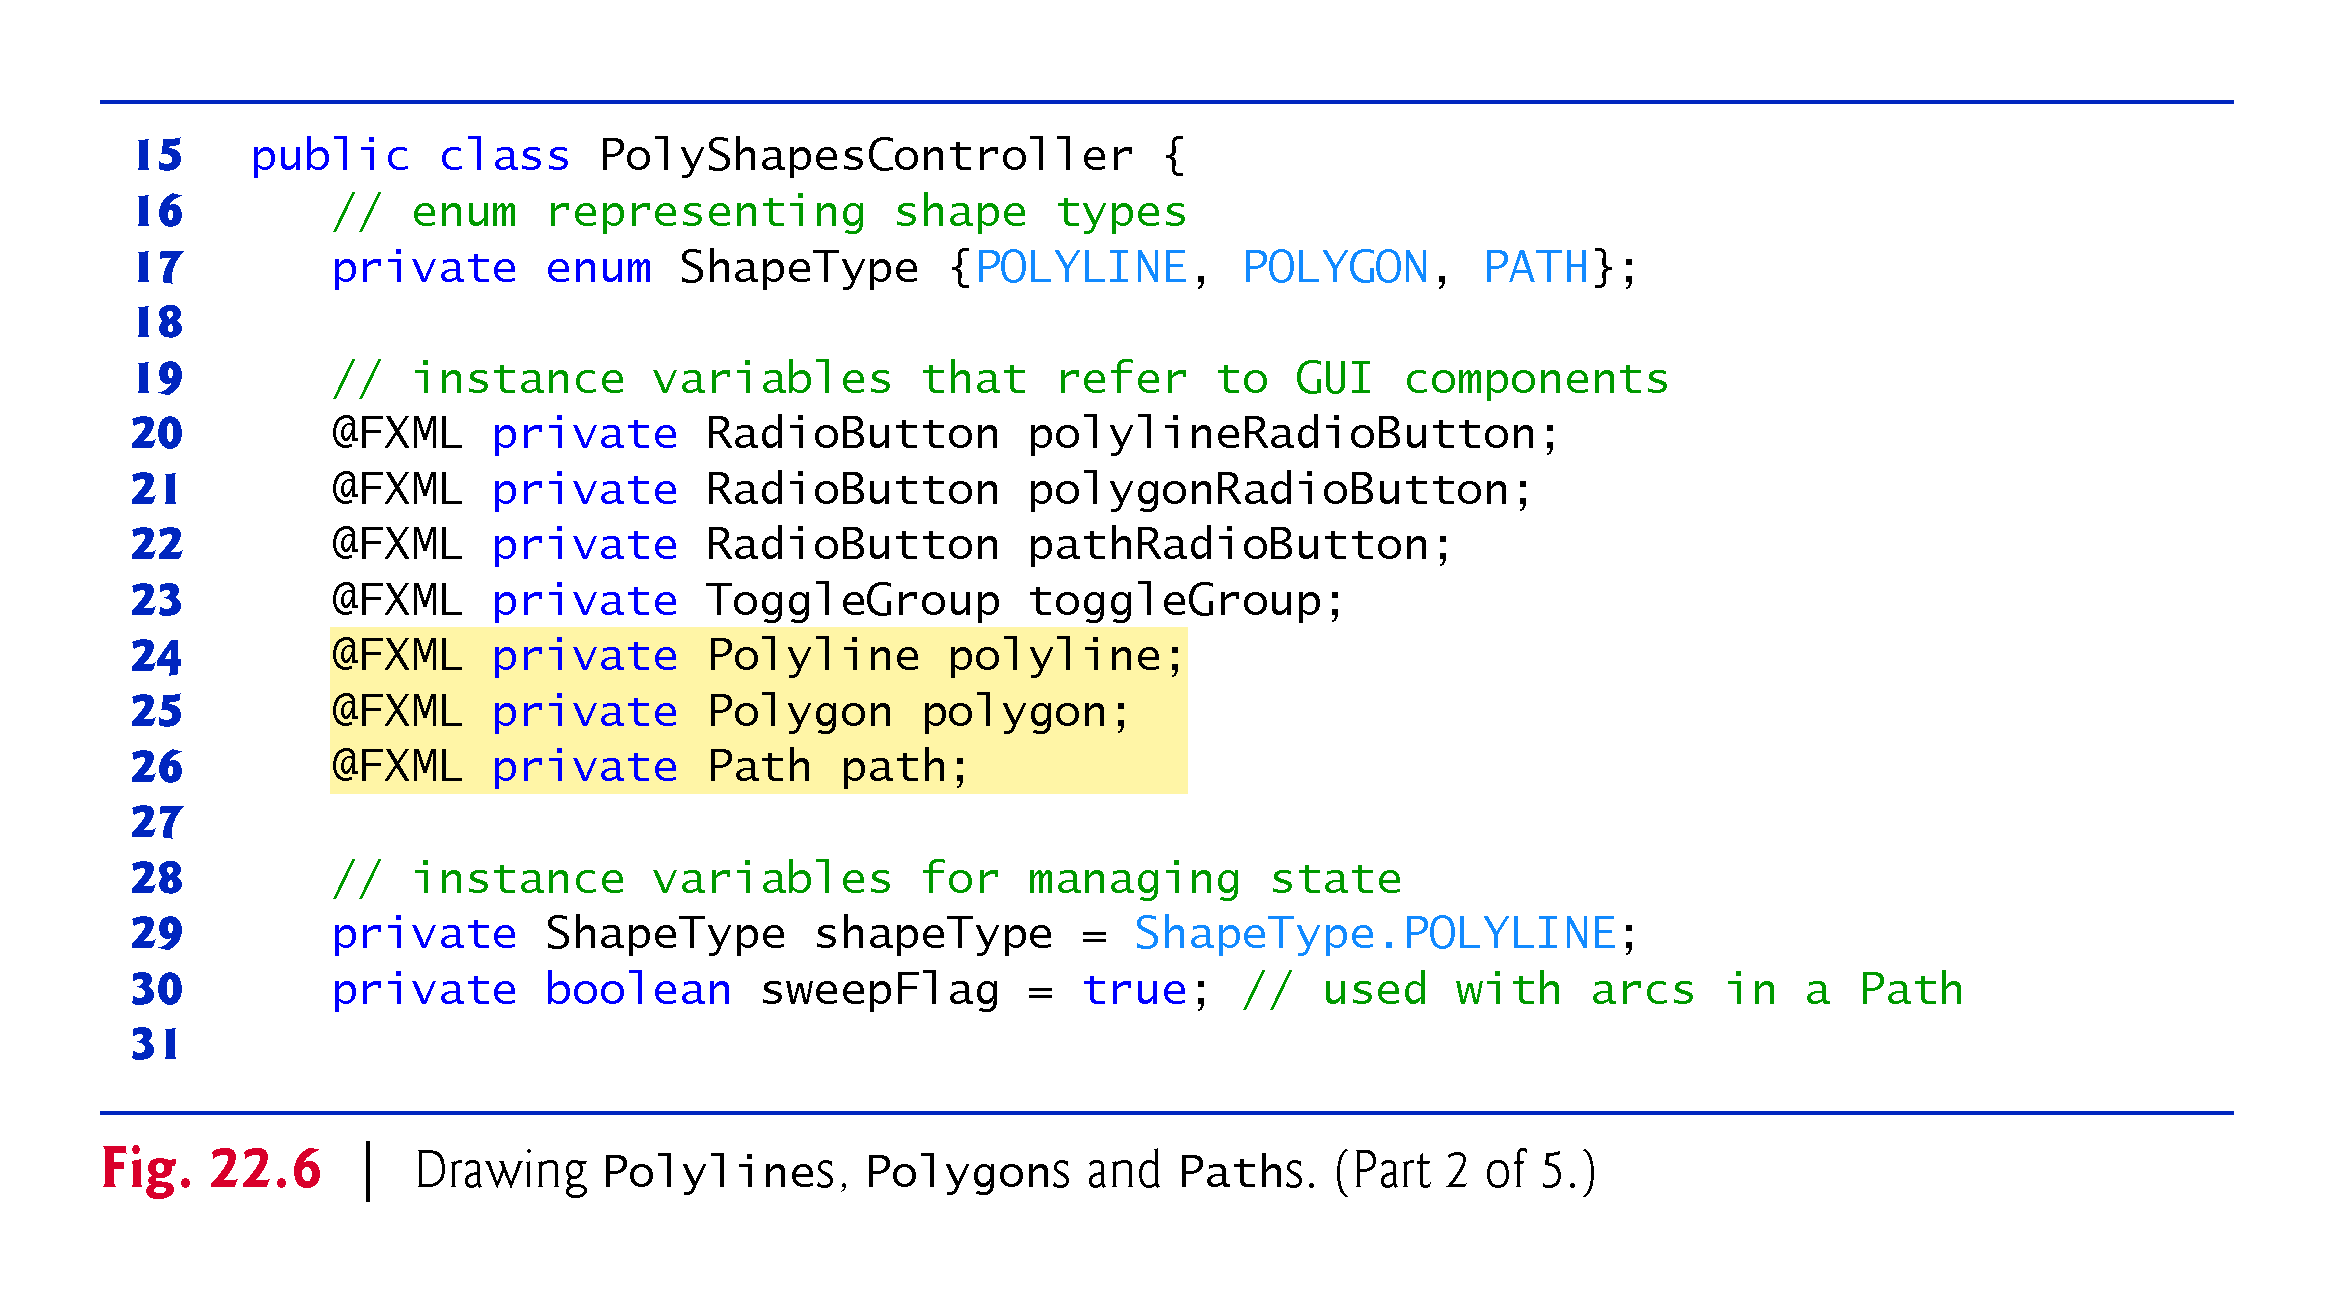 15 public class PolyShapesController {
16 // enum representing shape types
17 private enum ShapeType {POLYLINE, POLYGON, PATH};
18
19 // instance variables that refer to GUI components
20 @FXML private RadioButton polylineRadioButton;
21 @FXML private RadioButton polygonRadioButton;
22 @FXML private RadioButton pathRadioButton;
23 @FXML private ToggleGroup toggleGroup;
24 @FXML private Polyline polyline;
25 @FXML private Polygon polygon;
26 @FXML private Path path;
27
28 // instance variables for managing state
29 private ShapeType shapeType = ShapeType.POLYLINE;
30 private boolean sweepFlag = true; // used with arcs in a Path
31
Fig. 22.6 | Drawing Polylines, Polygons and Paths. (Part 2 of 5.)